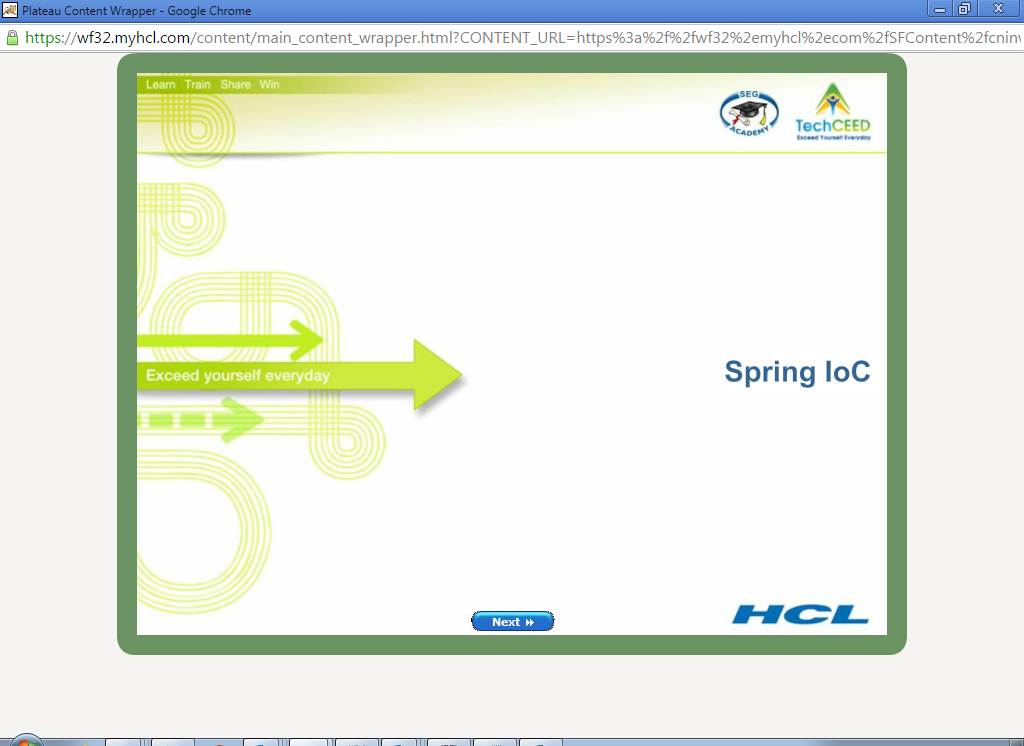 Plateau Content Wrapper - Google Chrome
https://wf32.myhcl.com/content/main_content_wrapper.html?CONTENT_URL=https%3a%2f%2fwf32%2emyhcl%2ecom%2fSFContent%2fcninv
Learn Train Share Win
SEG
ACADEMY
TechCEED
Exceed Yourself Everyday
Spring IoC
Exceed yourself everyday
Next
HCL